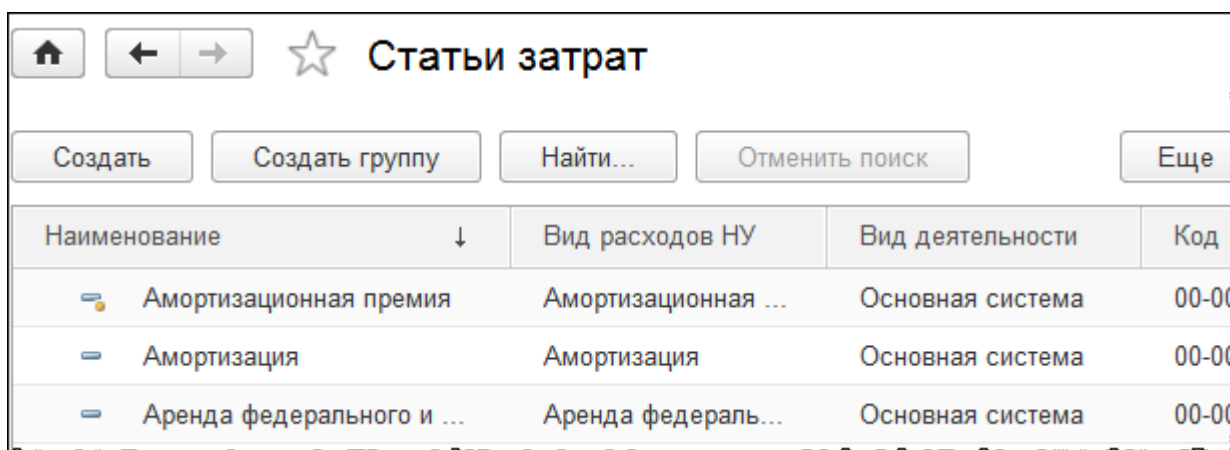 Статьи затрат
Создать Создать группу Найти... Отменить поиск Еще
Наименование ↓ Вид расходов НУ Вид деятельности Код
Амортизационная премия Амортизационная ... Основная система 00-00
Амортизация Амортизация Основная система 00-00
Аренда федерального и ... Аренда федераль... Основная система 00-00